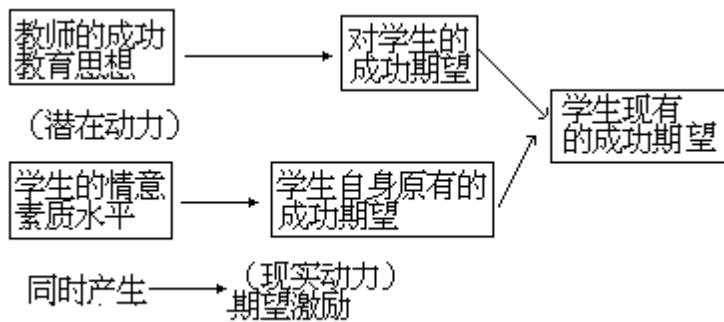 教师的成功
教育思想
对学生的
成功期望
学生现有
的成功期望
（潜在动力）
学生的情意
素质水平
学生自身原有的
成功期望
同时产生
（现实动力）
期望激励